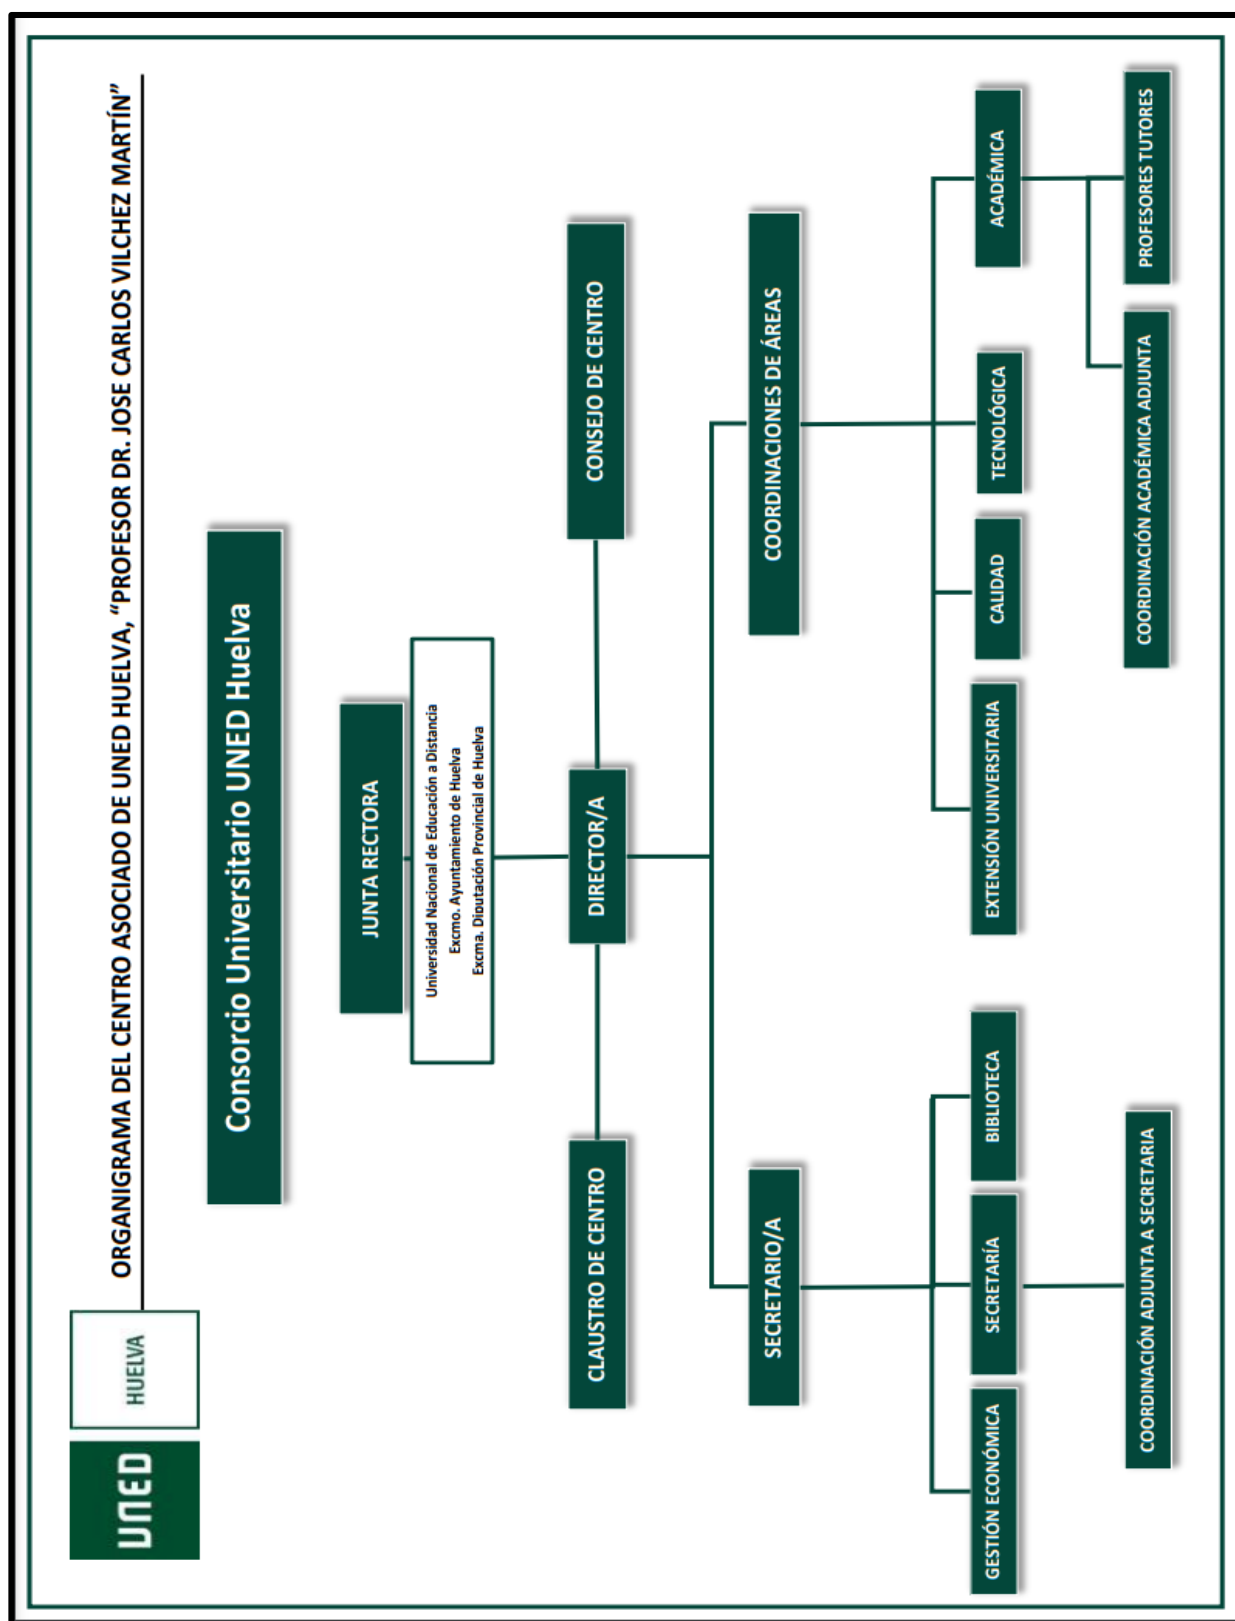 UNED
HUELVA
ORGANIGRAMA DEL CENTRO ASOCIADO DE UNED HUELVA, “PROFESOR DR. JOSE CARLOS VILCHEZ MARTÍN”
Consorcio Universitario UNED Huelva
JUNTA RECTORA
Universidad Nacional de Educación a Distancia
Excmo. Ayuntamiento de Huelva
Excma. Diputación Provincial de Huelva
CLAUSTRO DE CENTRO
DIRECTOR/A
CONSEJO DE CENTRO
SECRETARIO/A
COORDINACIONES DE ÁREAS
GESTIÓN ECONÓMICA
SECRETARÍA
BIBLIOTECA
EXTENSIÓN UNIVERSITARIA
CALIDAD
TECNOLÓGICA
ACADÉMICA
COORDINACIÓN ADJUNTA A SECRETARIA
COORDINACIÓN ACADÉMICA ADJUNTA
PROFESORES TUTORES